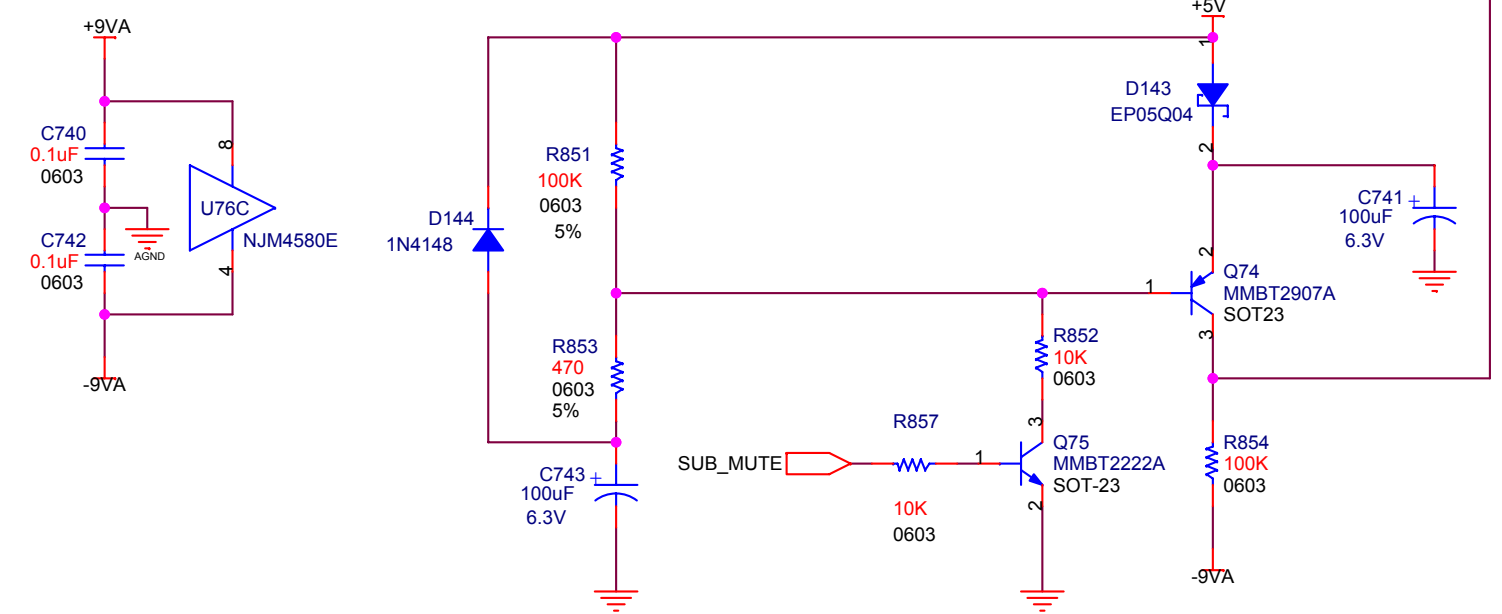 +9VA
C740
0.1uF
0603
8
U76C
NJM4580E
AGND
C742
0.1uF
0603
4
-9VA
+5V
1
D143
EP05Q04
2
R851
100K
0603
5%
D144
1N4148
C741
+
100uF
6.3V
1
2
Q74
MMBT2907A
SOT23
3
R853
470
0603
5%
R852
10K
0603
C743
+
100uF
6.3V
SUB_MUTE
R857
10K
0603
1
3
Q75
MMBT2222A
SOT-23
2
R854
100K
0603
-9VA